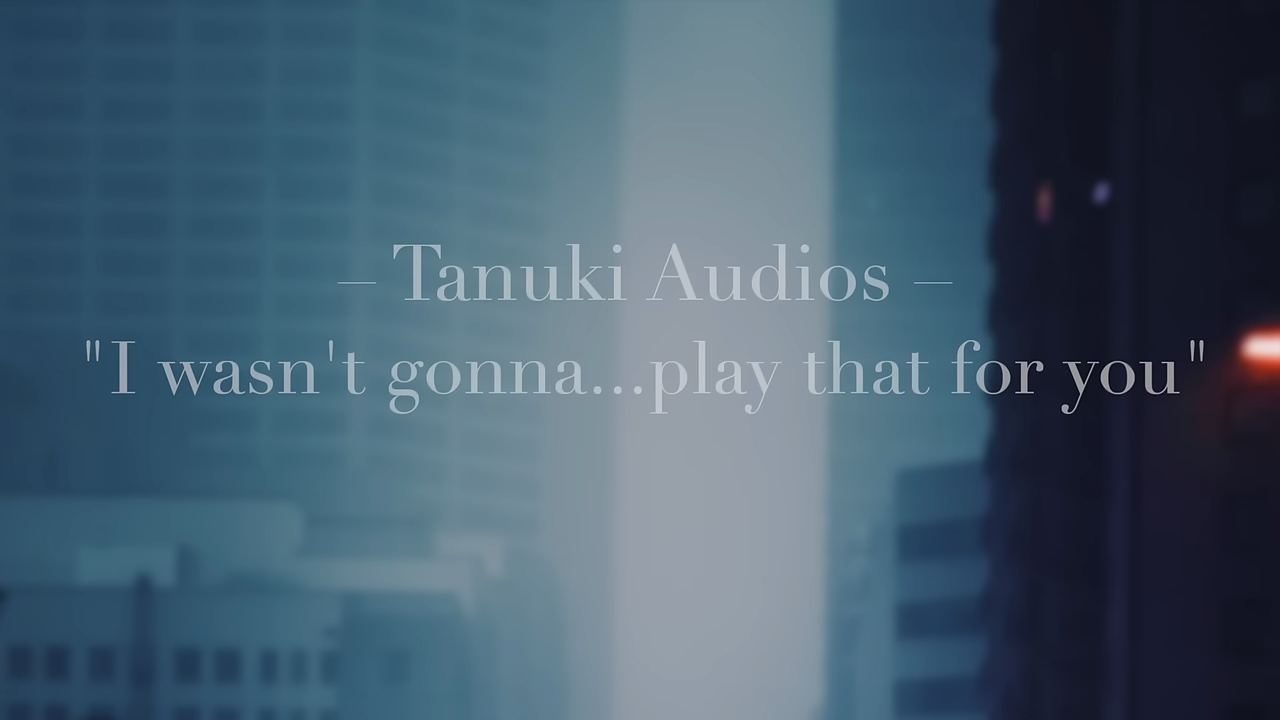 – Tanuki Audios –
"I wasn't gonna...play that for you"